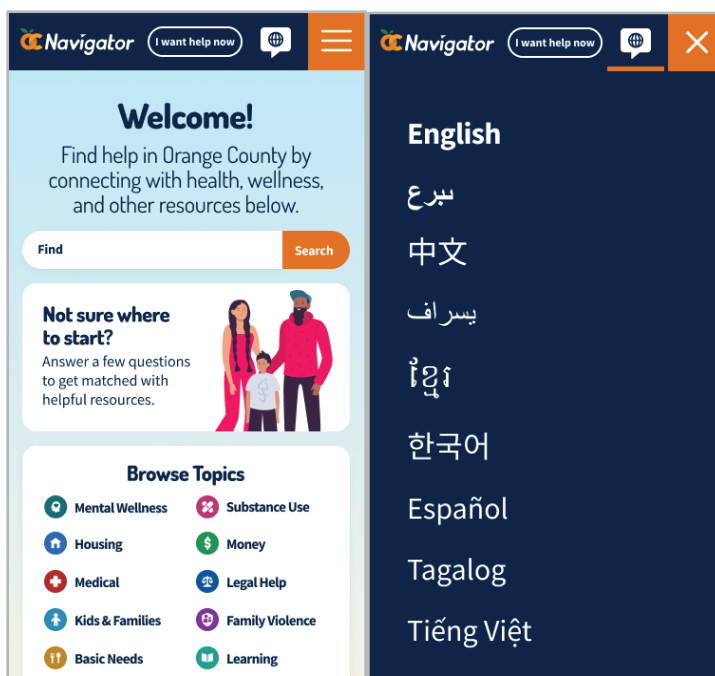 OC Navigator
I want help now
Welcome!
Find help in Orange County by
connecting with health, wellness,
and other resources below.
Find
Search
Not sure where
to start?
Answer a few questions
to get matched with
helpful resources.
Browse Topics
Mental Wellness
Substance Use
Housing
Money
Medical
Legal Help
Kids & Families
Family Violence
Basic Needs
Learning
OC Navigator
I want help now
English
يبرع
中文
يسراف
ខ្មែរ
한국어
Español
Tagalog
Tiếng Việt